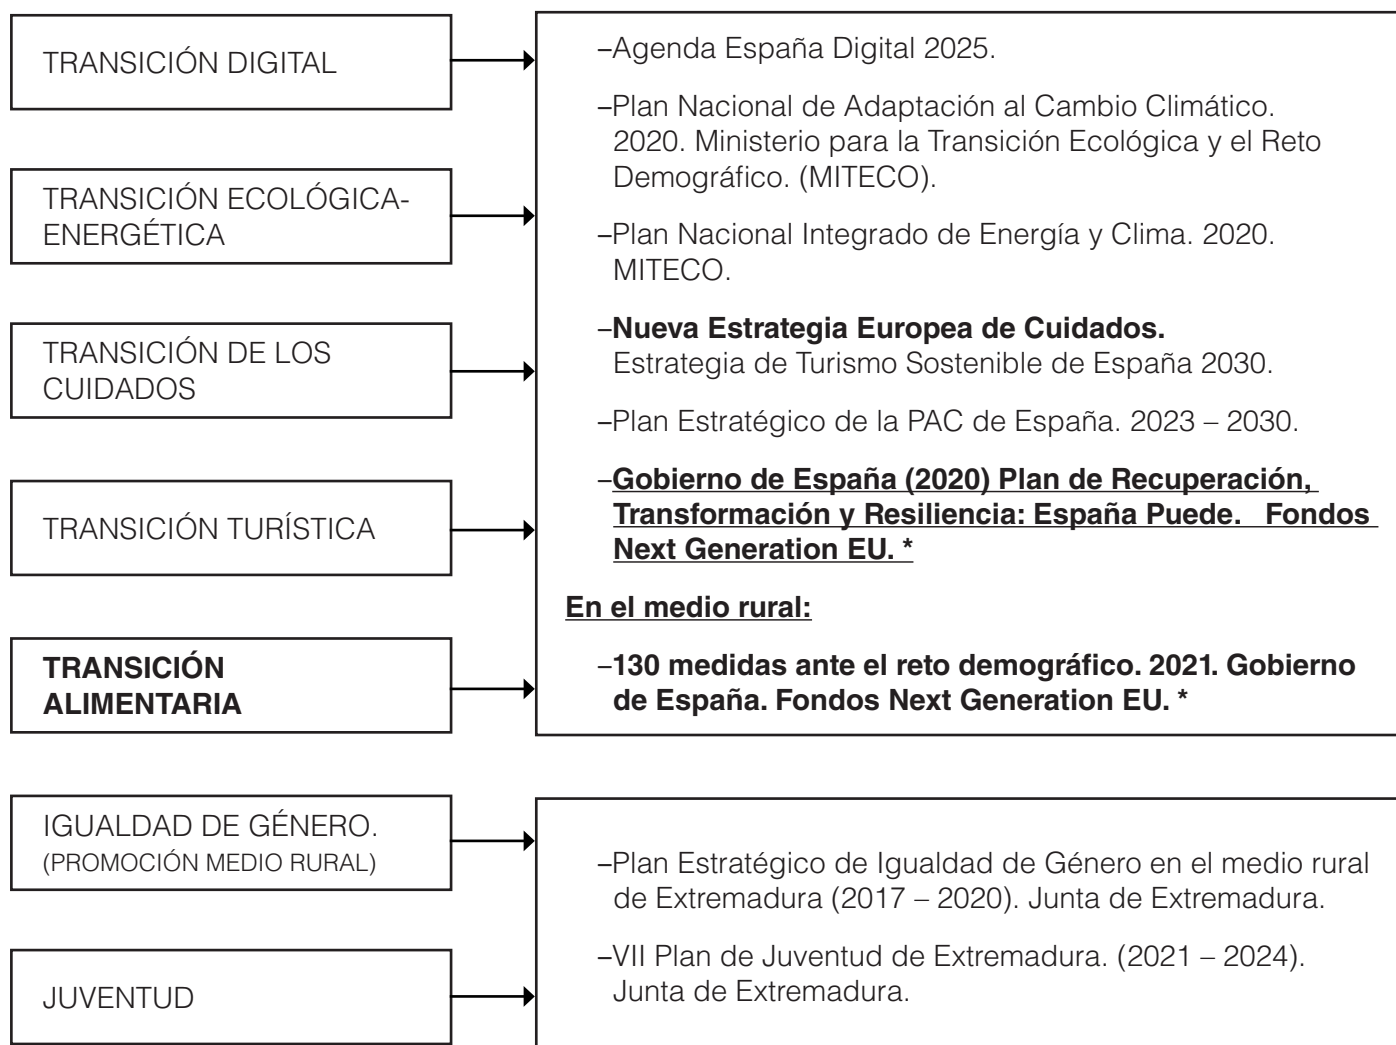 TRANSICIÓN DIGITAL
TRANSICIÓN ECOLÓGICA-
ENERGÉTICA
TRANSICIÓN DE LOS
CUIDADOS
TRANSICIÓN TURÍSTICA
TRANSICIÓN
ALIMENTARIA
–Agenda España Digital 2025.
–Plan Nacional de Adaptación al Cambio Climático.
2020. Ministerio para la Transición Ecológica y el Reto
Demográfico. (MITECO).
–Plan Nacional Integrado de Energía y Clima. 2020.
MITECO.
–Nueva Estrategia Europea de Cuidados.
Estrategia de Turismo Sostenible de España 2030.
–Plan Estratégico de la PAC de España. 2023 – 2030.
–Gobierno de España (2020) Plan de Recuperación,
Transformación y Resiliencia: España Puede. Fondos
Next Generation EU. *
En el medio rural:
–130 medidas ante el reto demográfico. 2021. Gobierno
de España. Fondos Next Generation EU. *
IGUALDAD DE GÉNERO.
(PROMOCIÓN MEDIO RURAL)
JUVENTUD
–Plan Estratégico de Igualdad de Género en el medio rural
de Extremadura (2017 – 2020). Junta de Extremadura.
–VII Plan de Juventud de Extremadura. (2021 – 2024).
Junta de Extremadura.